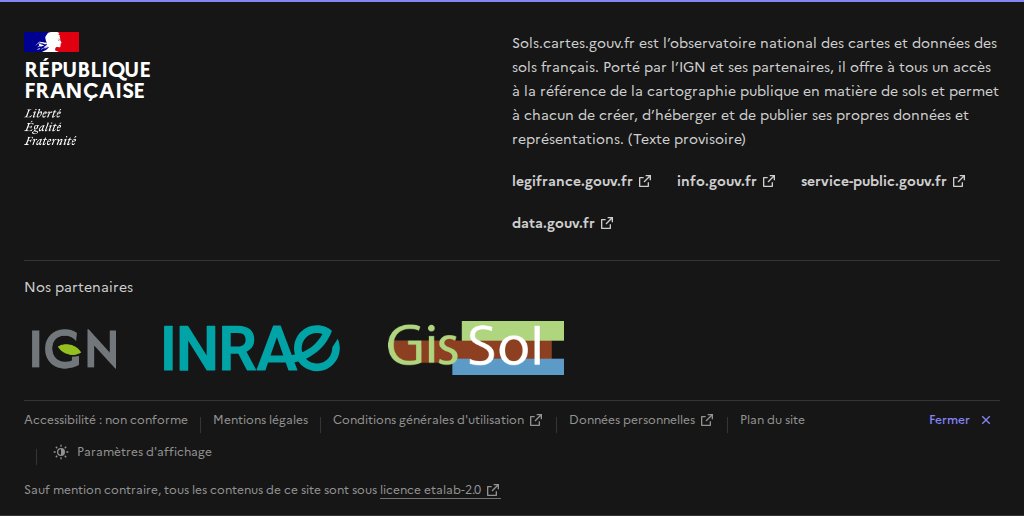 RÉPUBLIQUE
FRANÇAISE
Liberté
Égalité
Fraternité
Sols.cartes.gouv.fr est l’observatoire national des cartes et données des
sols français. Porté par l’IGN et ses partenaires, il offre à tous un accès
à la référence de la cartographie publique en matière de sols et permet
à chacun de créer, d’héberger et de publier ses propres données et
représentations. (Texte provisoire)
legifrance.gouv.fr info.gouv.fr service-public.gouv.fr
data.gouv.fr
Nos partenaires
IGN INRAE GisSol
Accessibilité : non conforme Mentions légales Conditions générales d'utilisation Données personnelles Plan du site Fermer
Paramètres d'affichage
Sauf mention contraire, tous les contenus de ce site sont sous licence etalab-2.0